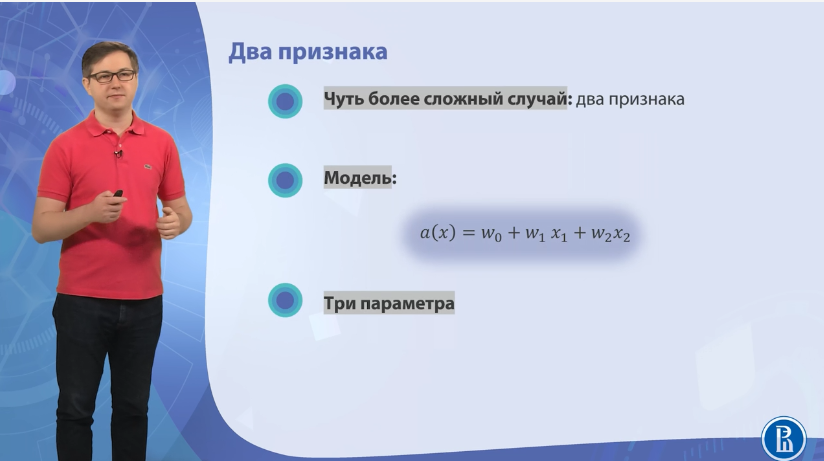 Два признака
Чуть более сложный случай: два признака
Модель:
a(x) = w₀ + w₁ x₁ + w₂x₂
Три параметра